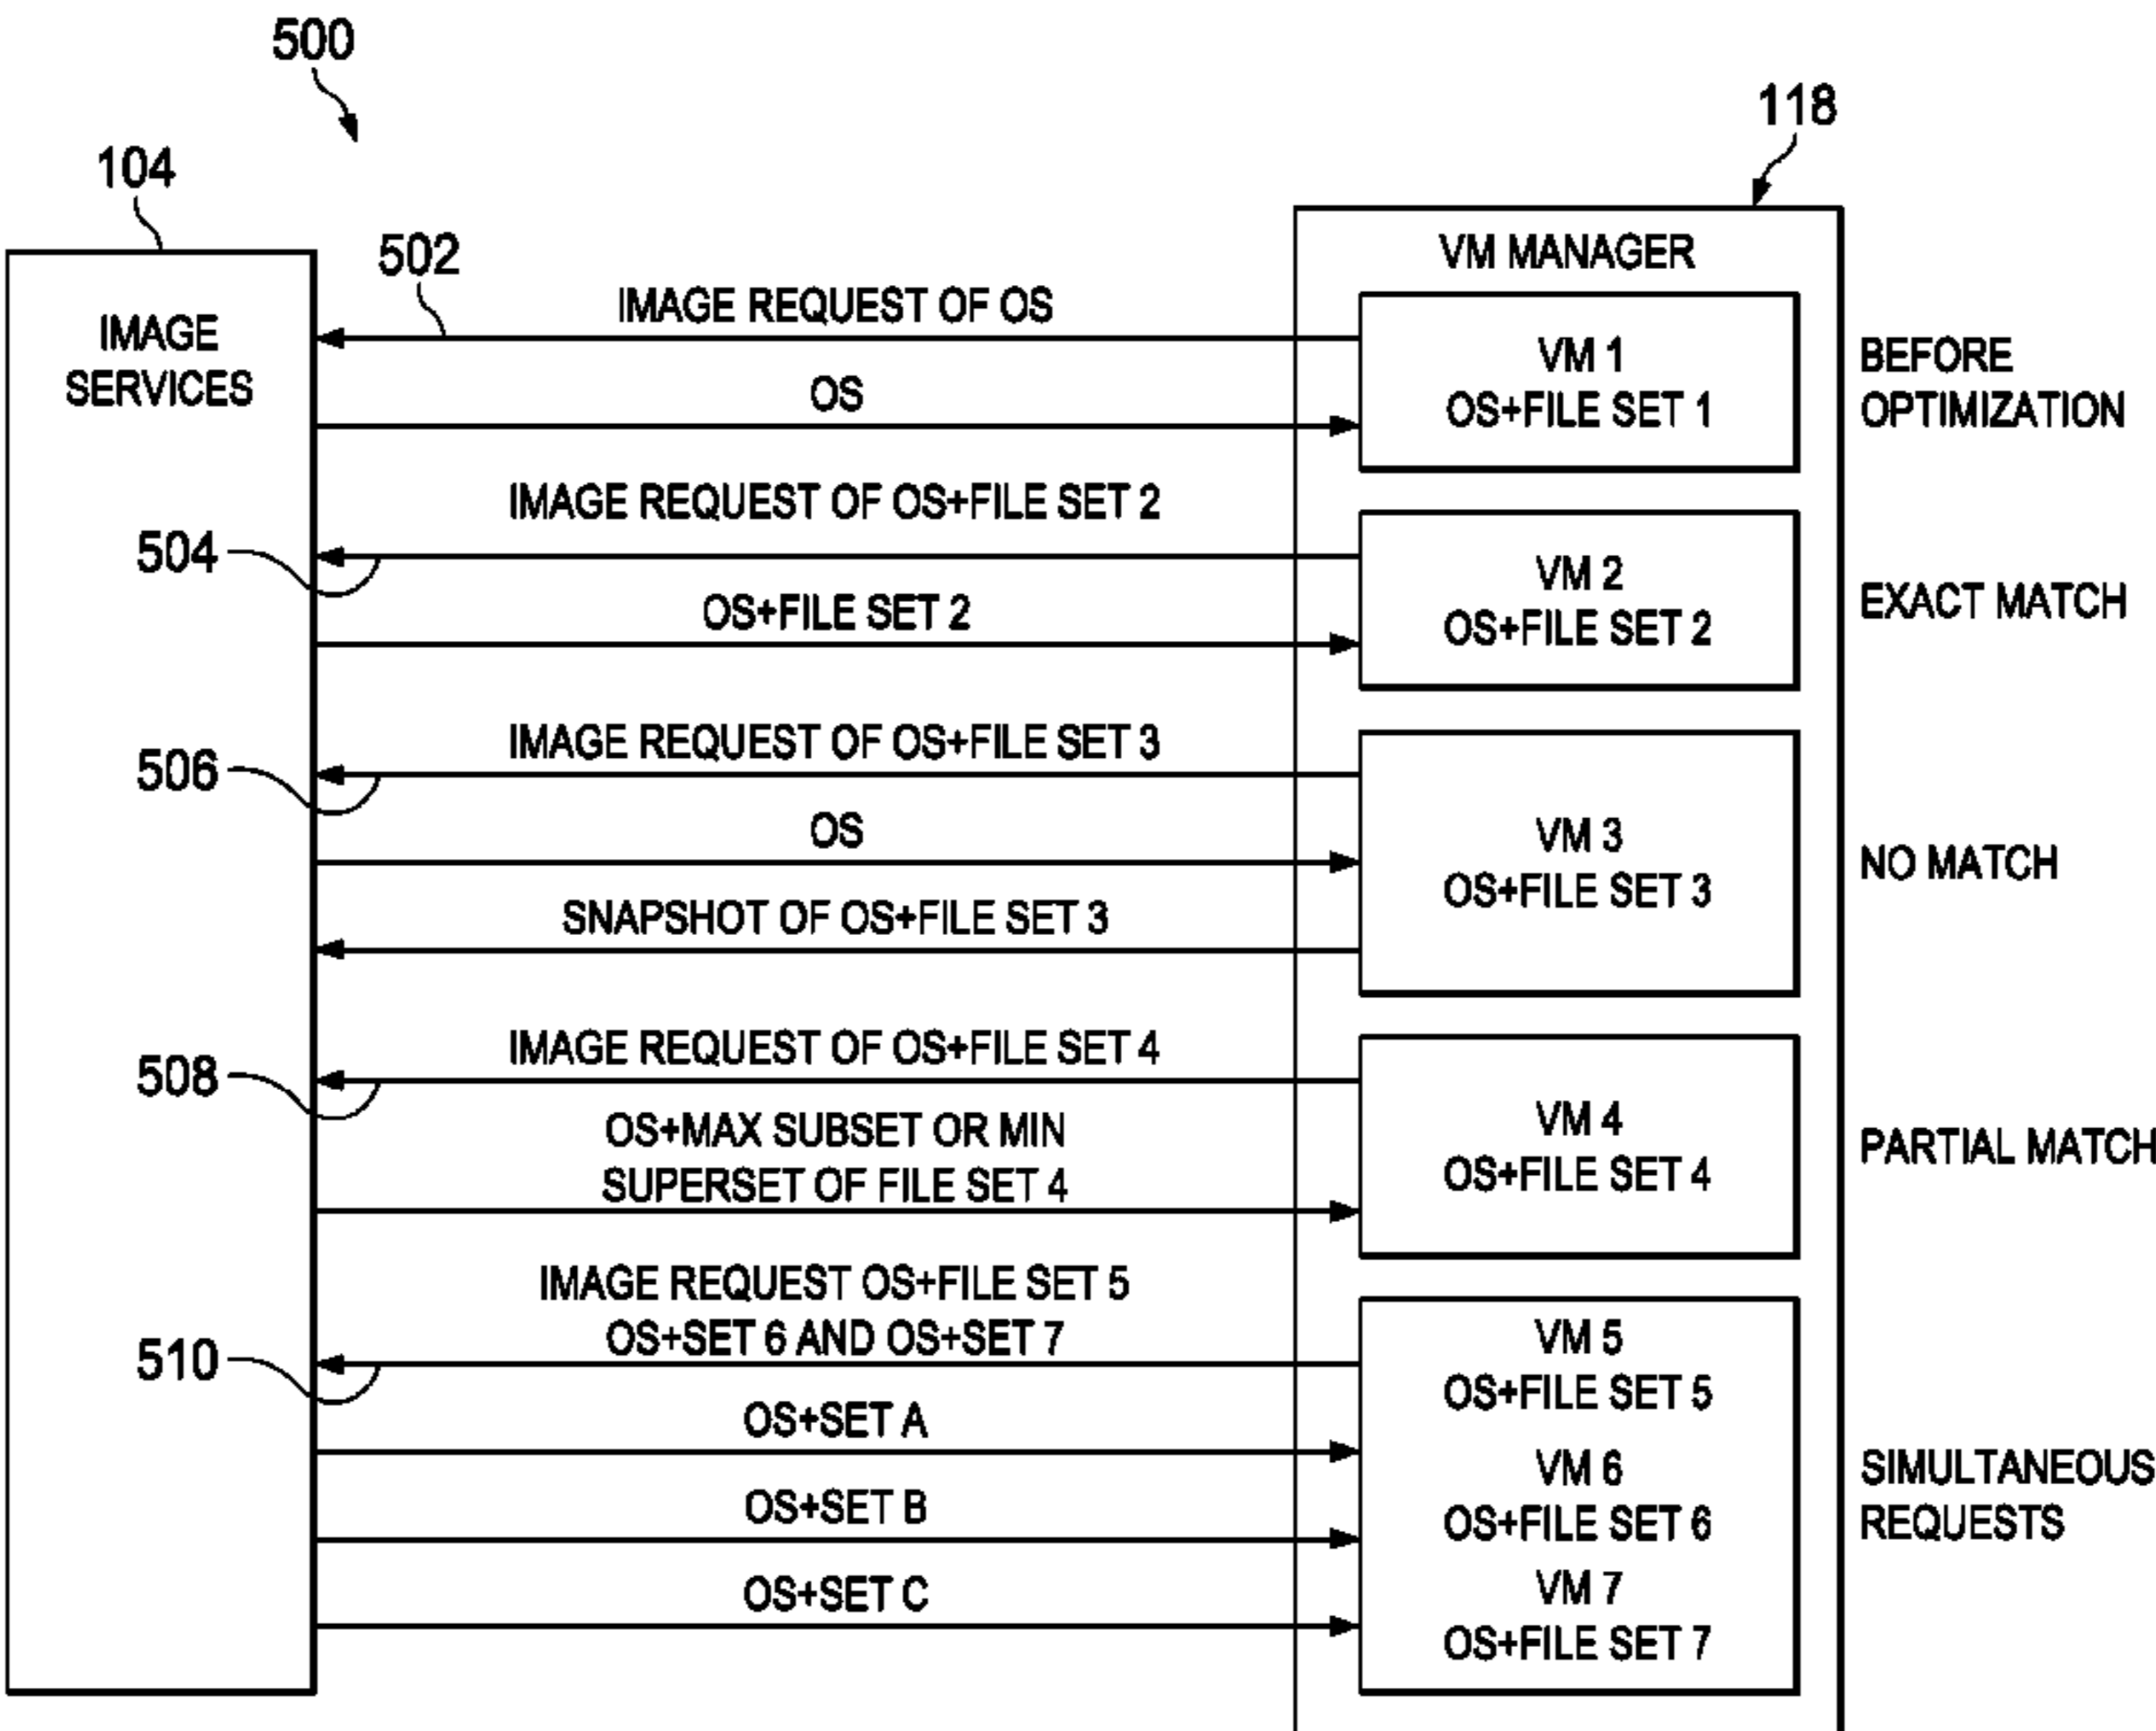 500
118
104
502
VM MANAGER
IMAGE
SERVICES
IMAGE REQUEST OF OS
OS
VM 1
OS+FILE SET 1
BEFORE
OPTIMIZATION
IMAGE REQUEST OF OS+FILE SET 2
504
OS+FILE SET 2
VM 2
OS+FILE SET 2
EXACT MATCH
IMAGE REQUEST OF OS+FILE SET 3
506
OS
SNAPSHOT OF OS+FILE SET 3
VM 3
OS+FILE SET 3
NO MATCH
IMAGE REQUEST OF OS+FILE SET 4
508
OS+MAX SUBSET OR MIN
SUPERSET OF FILE SET 4
VM 4
OS+FILE SET 4
PARTIAL MATCH
IMAGE REQUEST OS+FILE SET 5
OS+SET 6 AND OS+SET 7
510
OS+SET A
OS+SET B
OS+SET C
VM 5
OS+FILE SET 5
VM 6
OS+FILE SET 6
VM 7
OS+FILE SET 7
SIMULTANEOUS
REQUESTS